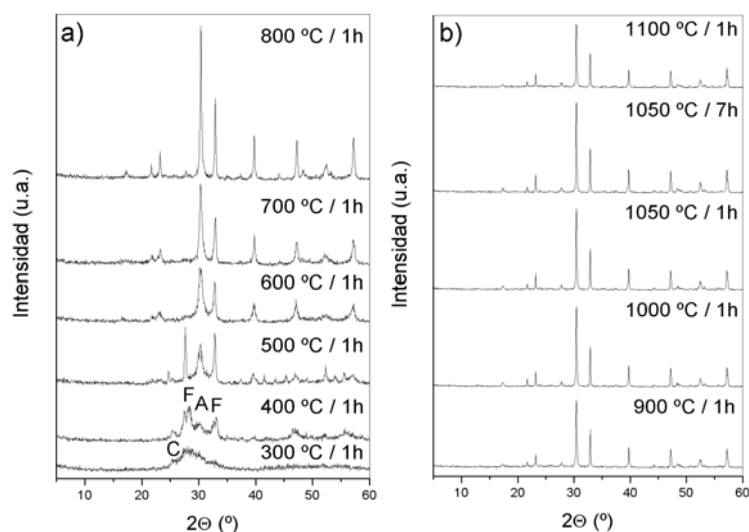 a)
800 ºC / 1h
700 ºC / 1h
600 ºC / 1h
500 ºC / 1h
F
A
F
400 ºC / 1h
C
300 ºC / 1h
Intensidad (u.a.)
10 20 30 40 50 60
2Θ (º)
b)
1100 ºC / 1h
1050 ºC / 7h
1050 ºC / 1h
1000 ºC / 1h
900 ºC / 1h
Intensidad (u.a.)
10 20 30 40 50 60
2Θ (º)